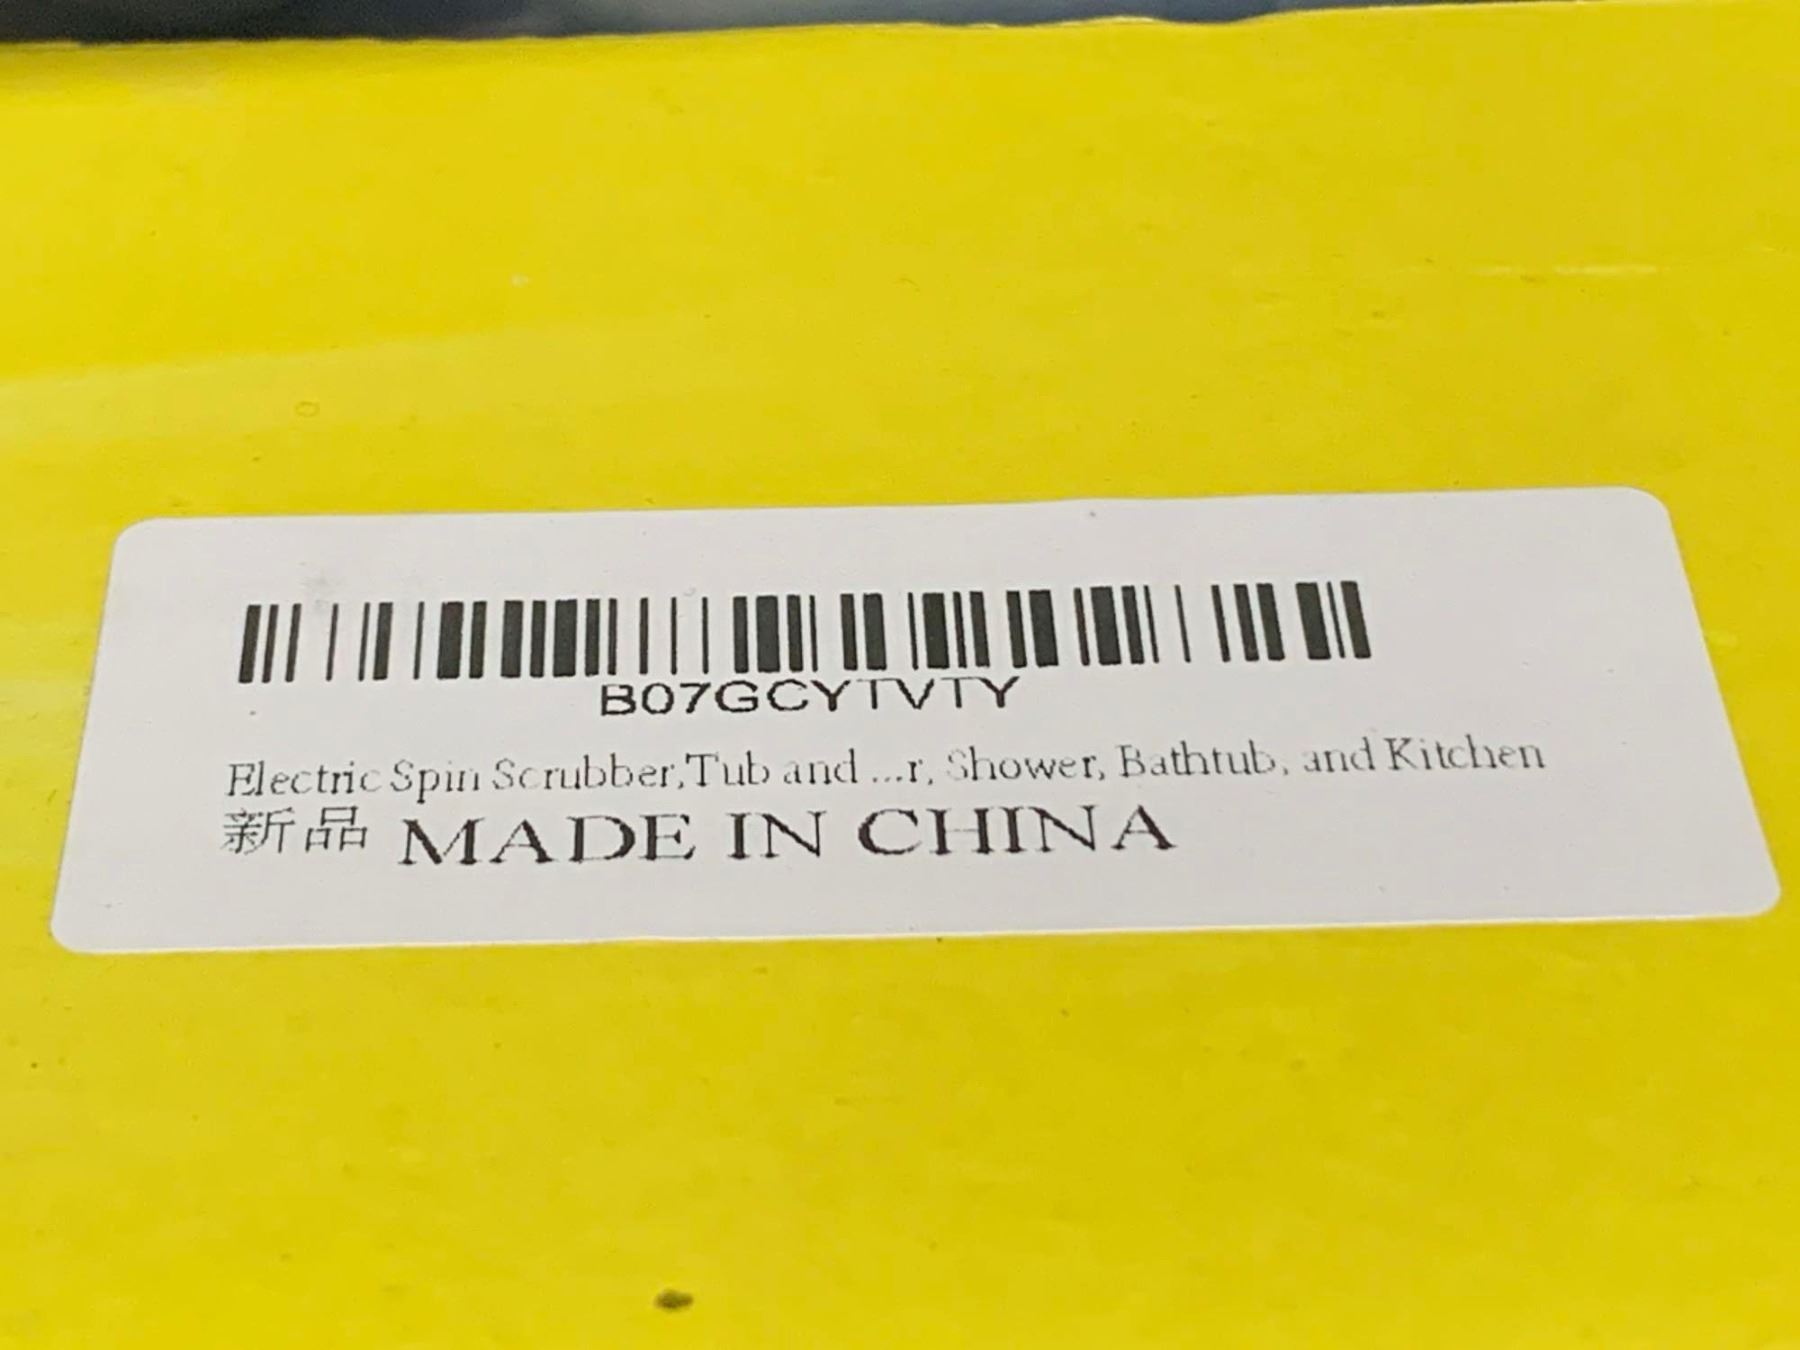 B07GCYTVTY
Electric Spin Scrubber,Tub and ...r, Shower, Bathtub, and Kitchen
新品 MADE IN CHINA